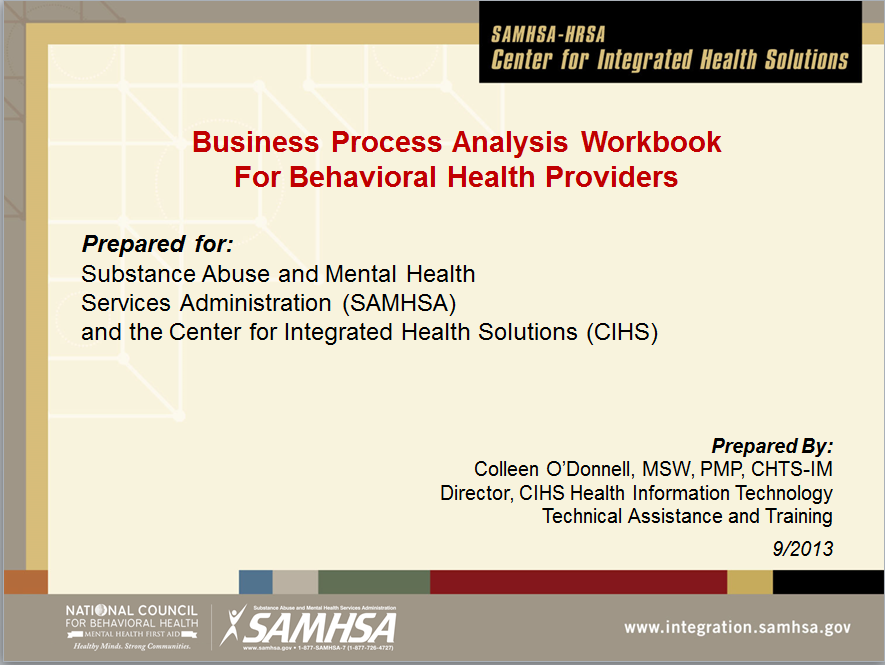 SAMHSA-HRSA
Center for Integrated Health Solutions
Business Process Analysis Workbook
For Behavioral Health Providers
Prepared for:
Substance Abuse and Mental Health
Services Administration (SAMHSA)
and the Center for Integrated Health Solutions (CIHS)
Prepared By:
Colleen O’Donnell, MSW, PMP, CHTS-IM
Director, CIHS Health Information Technology
Technical Assistance and Training
9/2013
NATIONAL COUNCIL
FOR BEHAVIORAL HEALTH
MENTAL HEALTH FIRST AID
Healthy Minds. Strong Communities.
Substance Abuse and Mental Health Services Administration
SAMHSA
www.samhsa.gov • 1-877-SAMHSA-7 (1-877-726-4727)
www.integration.samhsa.gov